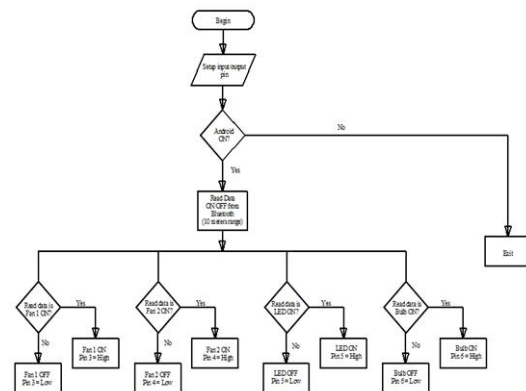 Begin
Setup input output
pin
Android
ON?
No
Yes
Read Data
ON OFF from
Bluetooth
(10 meters range)
Exit
Read data is
Fan 1 ON?
Yes
No
Fan 1 ON
Pin 3 = High
Fan 1 OFF
Pin 3 = Low
Read data is
Fan 2 ON?
Yes
No
Fan 2 ON
Pin 4 = High
Fan 2 OFF
Pin 4 = Low
Read data is
LED ON?
Yes
No
LED ON
Pin 5 = High
LED OFF
Pin 5 = Low
Read data is
Bulb ON?
Yes
No
Bulb ON
Pin 6 = High
Bulb OFF
Pin 6 = Low